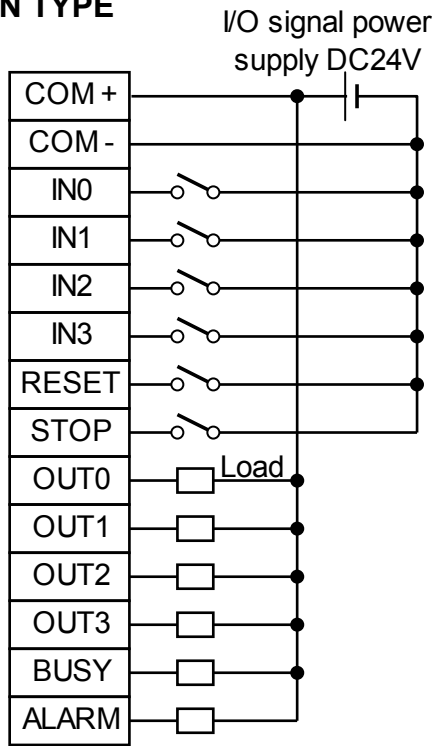 N TYPE
I/O signal power
supply DC24V
COM +
COM -
IN0
IN1
IN2
IN3
RESET
STOP
OUT0
Load
OUT1
OUT2
OUT3
BUSY
ALARM